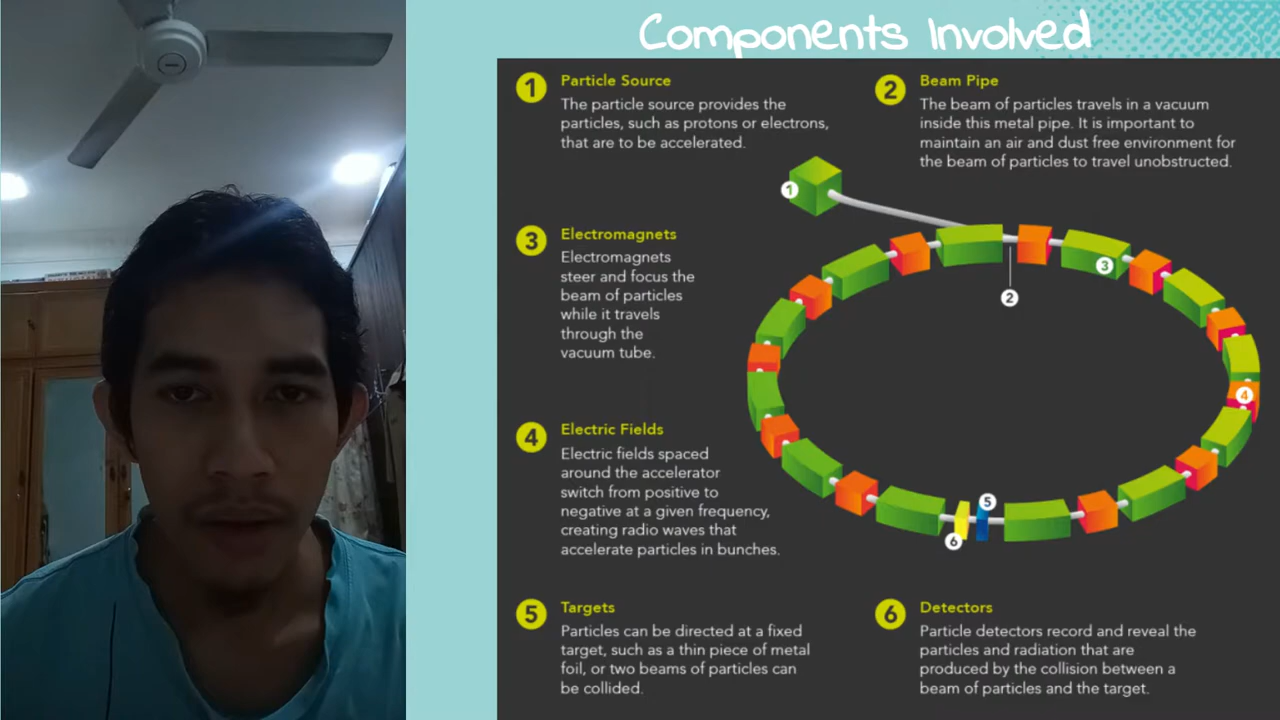 Components Involved
1
Particle Source
The particle source provides the
particles, such as protons or electrons,
that are to be accelerated.
2
Beam Pipe
The beam of particles travels in a vacuum
inside this metal pipe. It is important to
maintain an air and dust free environment for
the beam of particles to travel unobstructed.
3
Electromagnets
Electromagnets
steer and focus the
beam of particles
while it travels
through the
vacuum tube.
4
Electric Fields
Electric fields spaced
around the accelerator
switch from positive to
negative at a given frequency,
creating radio waves that
accelerate particles in bunches.
1
2
3
4
5
6
5
Targets
Particles can be directed at a fixed
target, such as a thin piece of metal
foil, or two beams of particles can
be collided.
6
Detectors
Particle detectors record and reveal the
particles and radiation that are
produced by the collision between a
beam of particles and the target.